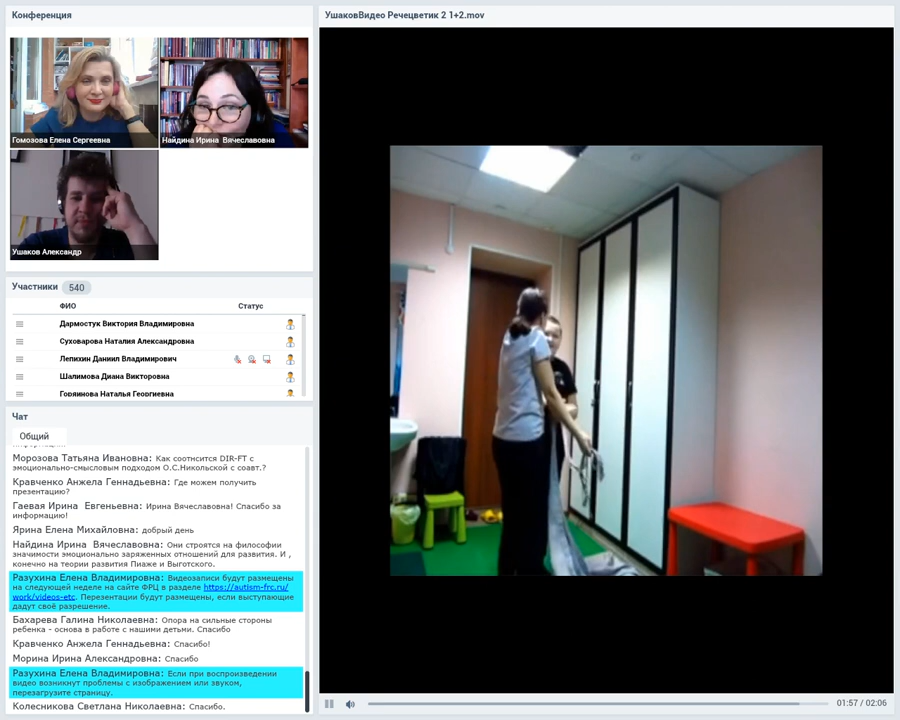 Конференция
Гомозова Елена Сергеевна
Найдина Ирина Вячеславовна
Ушаков Александр
Участники 540
ФИО Статус
Дармостук Виктория Владимировна
Суховарова Наталия Александровна
Лепихин Даниил Владимирович
Шалимова Диана Викторовна
Горяинова Наталья Георгиевна
Чат
Общий
Морозова Татьяна Ивановна: Как соотнсится DIR-FT с
эмоционально-смысловым подходом О.С.Никольской с соавт.?
Кравченко Анжела Геннадьевна: Где можем получить
презентацию?
Гаевая Ирина Евгеньевна: Ирина Вячеславовна! Спасибо за
информацию!
Ярина Елена Михайловна: добрый день
Найдина Ирина Вячеславовна: Они строятся на философии
значимости эмоционально заряженных отношений для развития. И ,
конечно на теории развития Пиаже и Выготского.
Разухина Елена Владимировна: Видеозаписи будут размещены
на следующей неделе на сайте ФРЦ в разделе https://autism-frc.ru/
work/videos-etc. Перезентации будут размещены, если выступающие
дадут своё разрешение.
Бахарева Галина Николаевна: Опора на сильные стороны
ребенка - основа в работе с нашими детьми. Спасибо
Кравченко Анжела Геннадьевна: Спасибо!
Морина Ирина Александровна: Спасибо
Разухина Елена Владимировна: Если при воспроизведении
видео возникнут проблемы с изображением или звуком,
перезагрузите страницу.
Колесникова Светлана Николаевна: Спасибо.
УшаковВидео Речецветик 2 1+2.mov
01:57 / 02:06